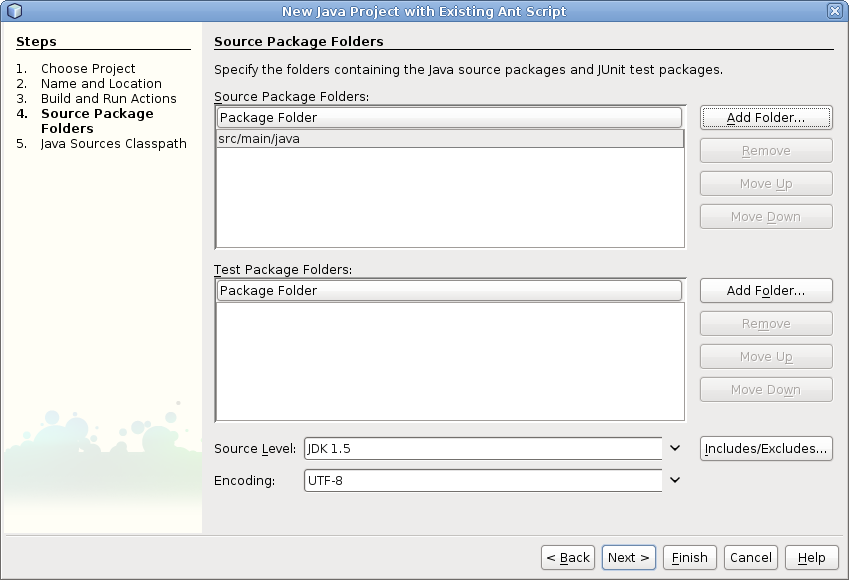 New Java Project with Existing Ant Script
Steps
1. Choose Project
2. Name and Location
3. Build and Run Actions
4. Source Package
Folders
5. Java Sources Classpath
Source Package Folders
Specify the folders containing the Java source packages and JUnit test packages.
Source Package Folders:
Package Folder
src/main/java
Add Folder...
Remove
Move Up
Move Down
Test Package Folders:
Package Folder
Add Folder...
Remove
Move Up
Move Down
Source Level: JDK 1.5
Includes/Excludes...
Encoding: UTF-8
< Back Next > Finish Cancel Help